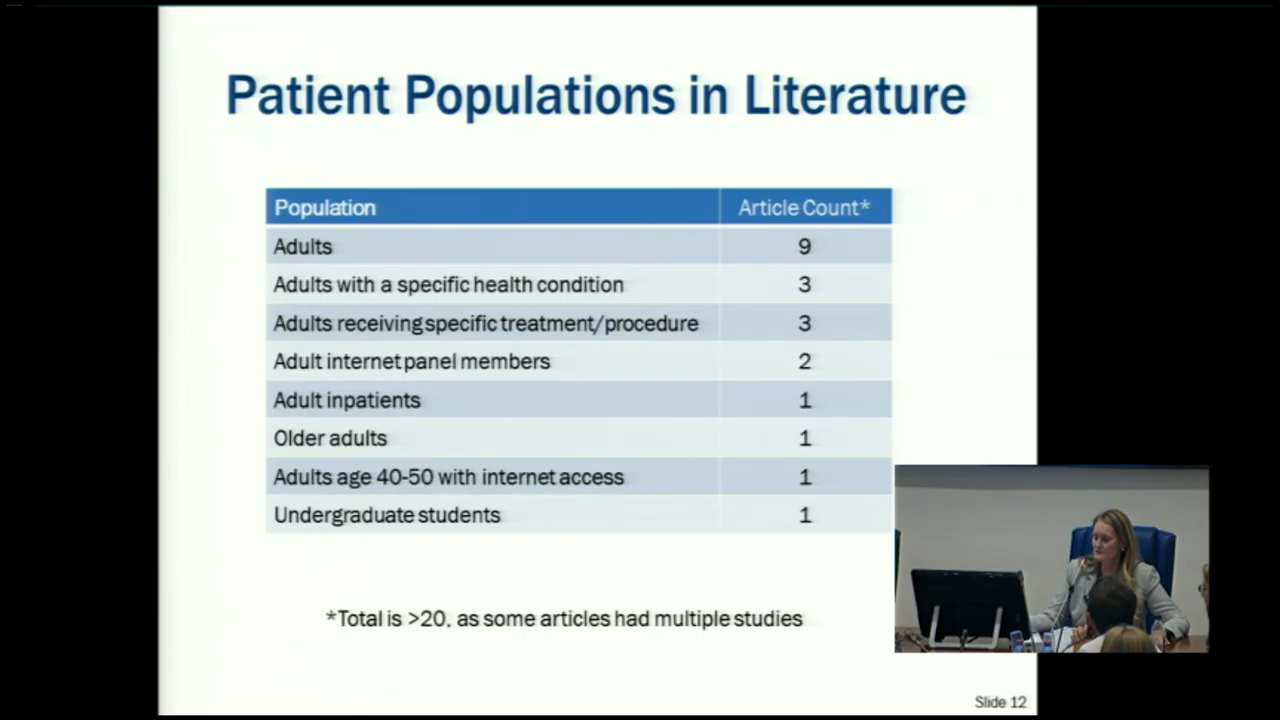 Patient Populations in Literature
Population Article Count*
Adults 9
Adults with a specific health condition 3
Adults receiving specific treatment/procedure 3
Adult internet panel members 2
Adult inpatients 1
Older adults 1
Adults age 40-50 with internet access 1
Undergraduate students 1
*Total is >20, as some articles had multiple studies
Slide 12